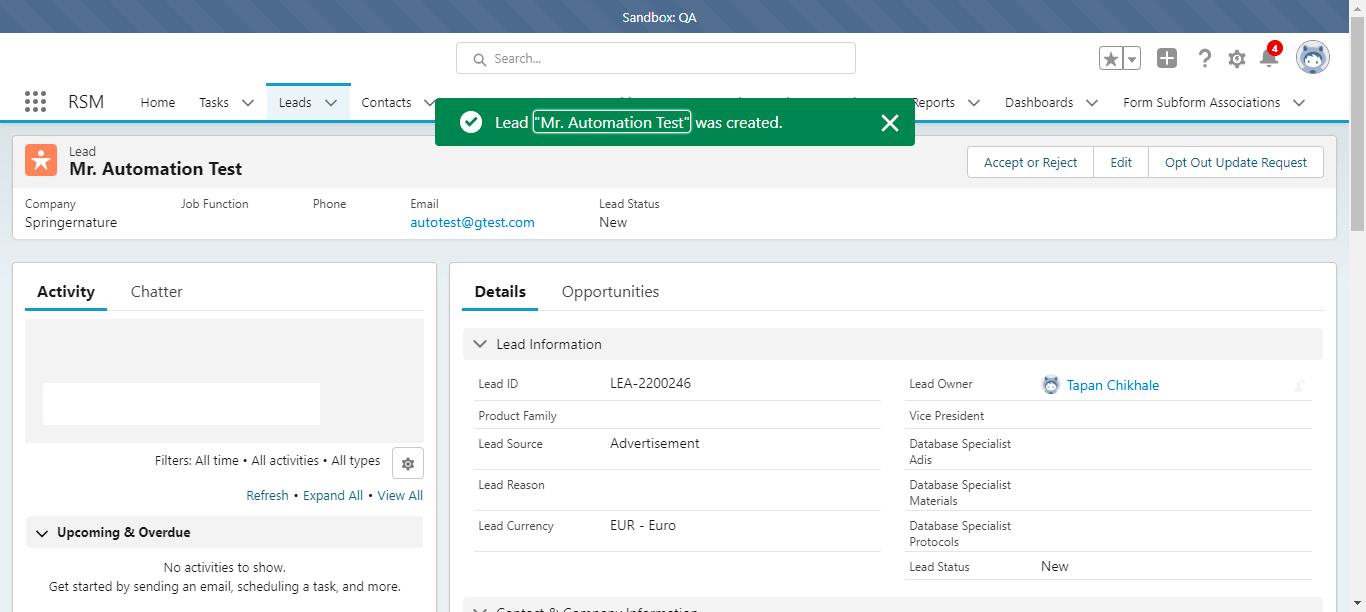 Sandbox: QA
Search...
4
RSM
Home
Tasks
Leads
Contacts
Reports
Dashboards
Form Subform Associations
Lead "Mr. Automation Test" was created.
Lead
Mr. Automation Test
Accept or Reject
Edit
Opt Out Update Request
Company
Springernature
Job Function
Phone
Email
autotest@gtest.com
Lead Status
New
Activity
Chatter
Filters: All time • All activities • All types
Refresh • Expand All • View All
Upcoming & Overdue
No activities to show.
Get started by sending an email, scheduling a task, and more.
Details
Opportunities
Lead Information
Lead ID
LEA-2200246
Lead Owner
Tapan Chikhale
Product Family
Vice President
Lead Source
Advertisement
Database Specialist
Adis
Lead Reason
Database Specialist
Materials
Lead Currency
EUR - Euro
Database Specialist
Protocols
Lead Status
New
Contact & Company Information